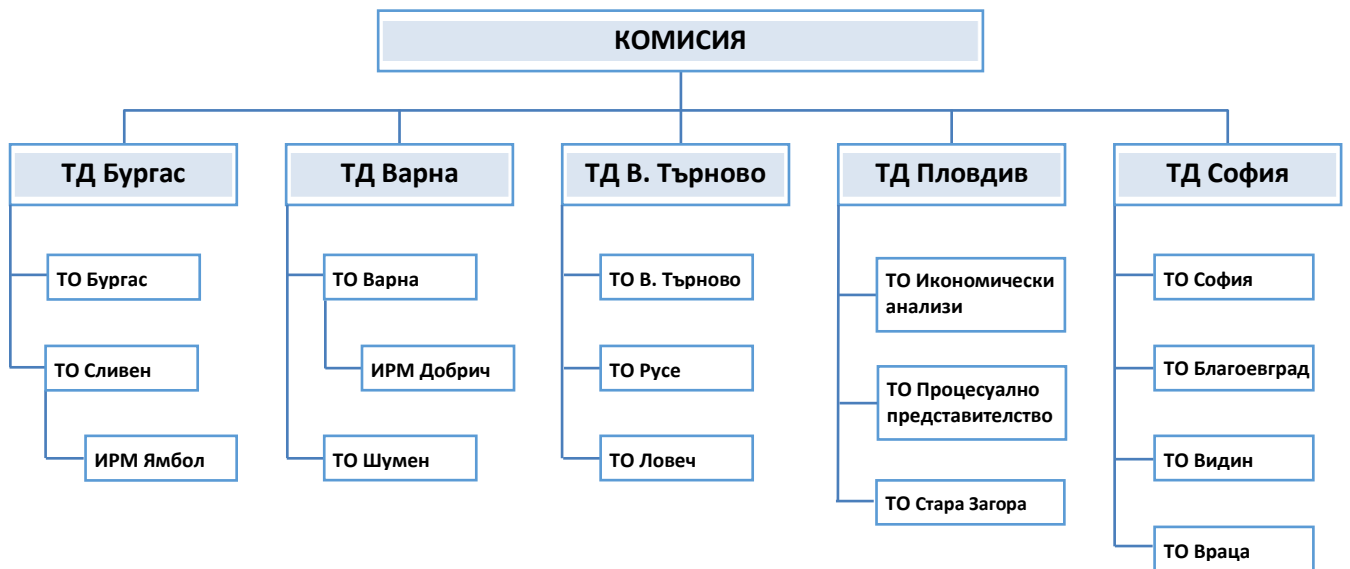 КОМИСИЯ
ТД Бургас
ТД Варна
ТД В. Търново
ТД Пловдив
ТД София
ТО Бургас
ТО Сливен
ИРМ Ямбол
ТО Варна
ИРМ Добрич
ТО Шумен
ТО В. Търново
ТО Русе
ТО Ловеч
ТО Икономически
анализи
ТО Процесуално
представителство
ТО Стара Загора
ТО София
ТО Благоевград
ТО Видин
ТО Враца